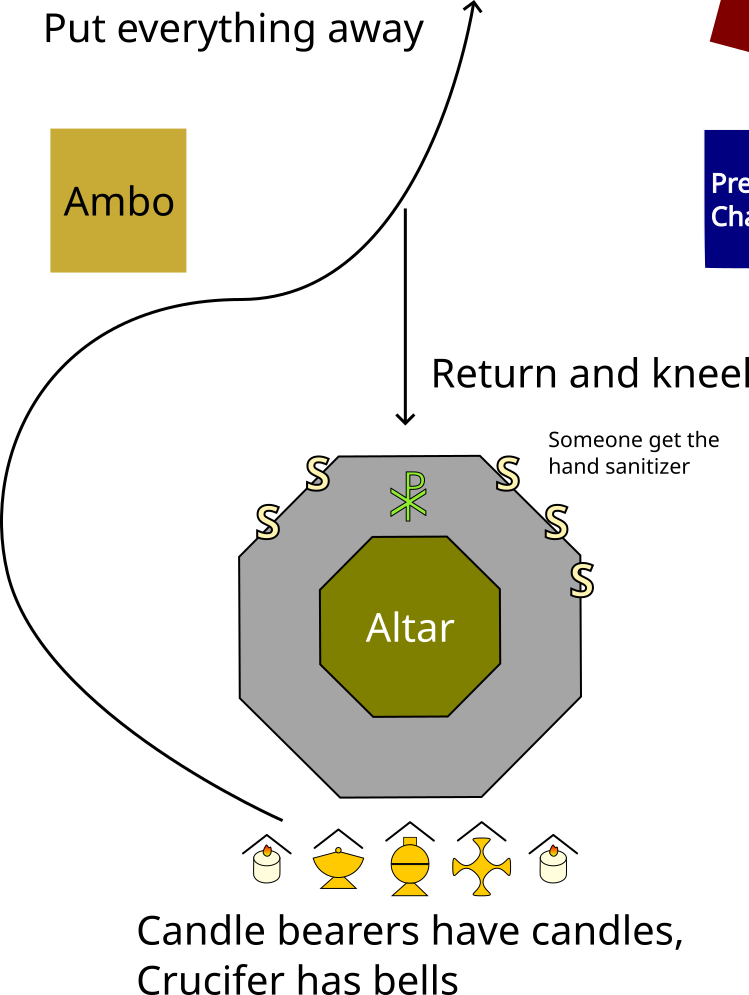 Put everything away
Ambo
Pre
Cha
Return and kneel
Someone get the
hand sanitizer
S
S
S
S
S
Altar
Candle bearers have candles,
Crucifer has bells